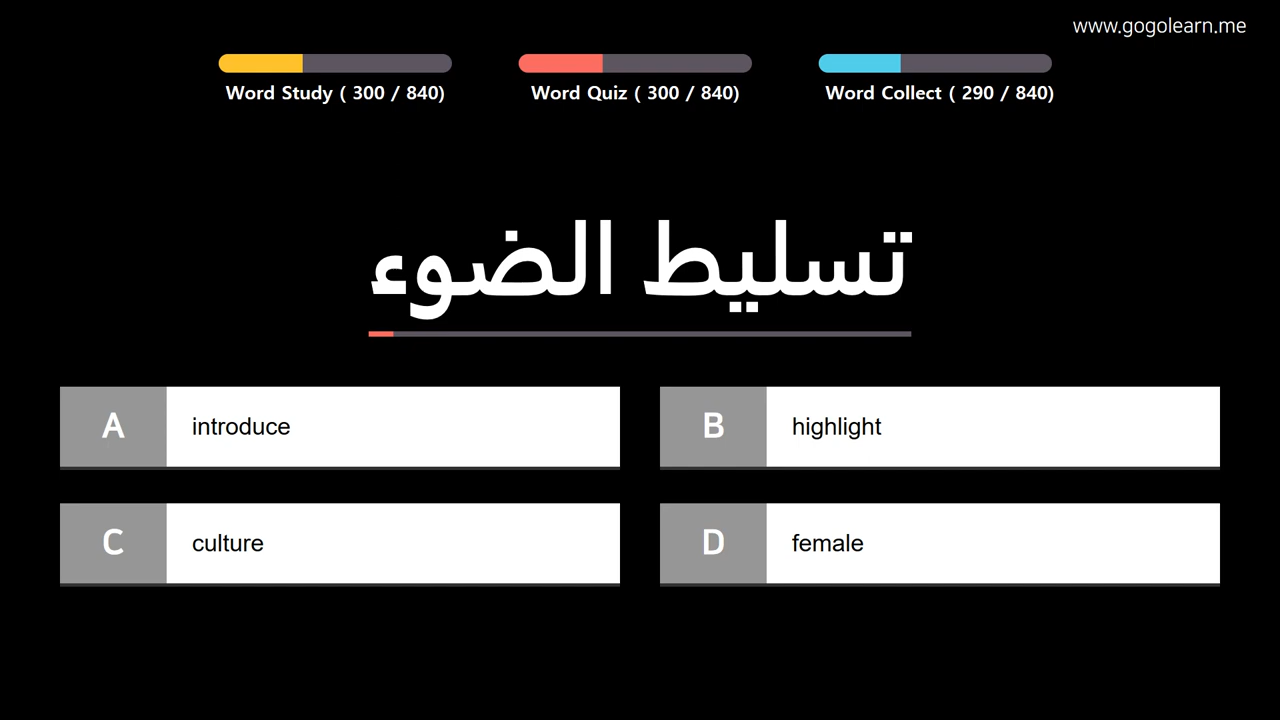 www.gogolearn.me
Word Study ( 300 / 840)
Word Quiz ( 300 / 840)
Word Collect ( 290 / 840)
تسليط الضوء
A introduce
B highlight
C culture
D female